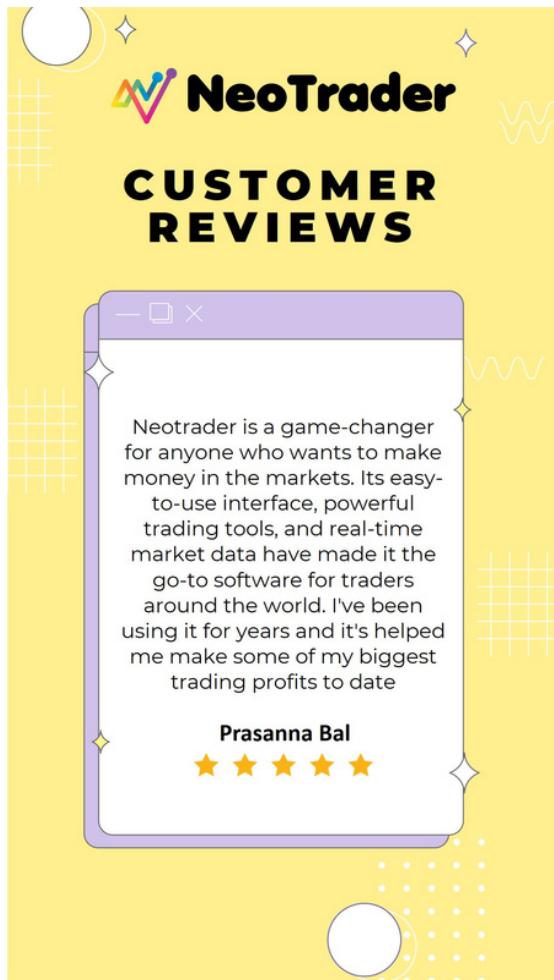 NeoTrader
CUSTOMER
REVIEWS
Neotrader is a game-changer
for anyone who wants to make
money in the markets. Its easy-
to-use interface, powerful
trading tools, and real-time
market data have made it the
go-to software for traders
around the world. I've been
using it for years and it's helped
me make some of my biggest
trading profits to date
Prasanna Bal